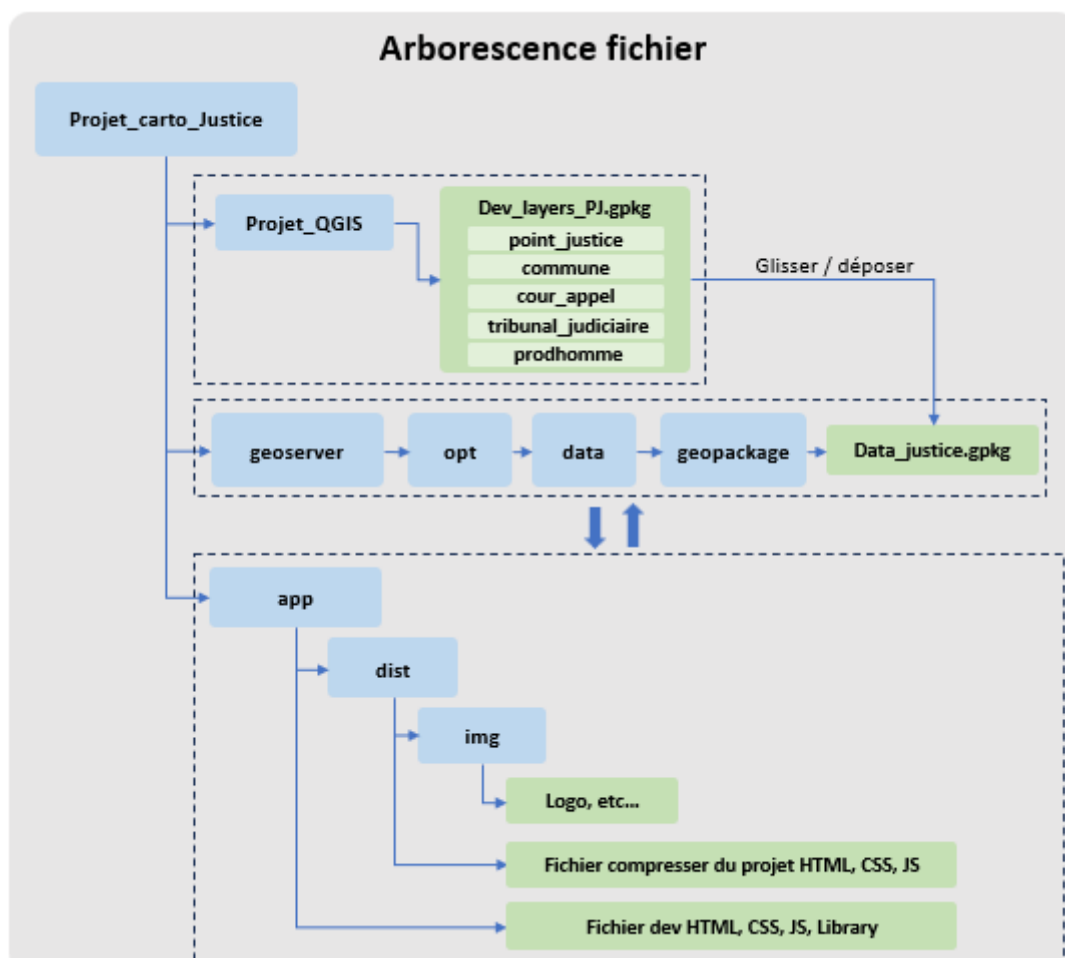 Arborescence fichier
Projet_carto_Justice
Projet_QGIS
Dev_layers_PJ.gpkg
point_justice
commune
cour_appel
tribunal_judiciaire
prodhomme
Glisser / déposer
geoserver
opt
data
geopackage
Data_justice.gpkg
app
dist
img
Logo, etc...
Fichier compresser du projet HTML, CSS, JS
Fichier dev HTML, CSS, JS, Library